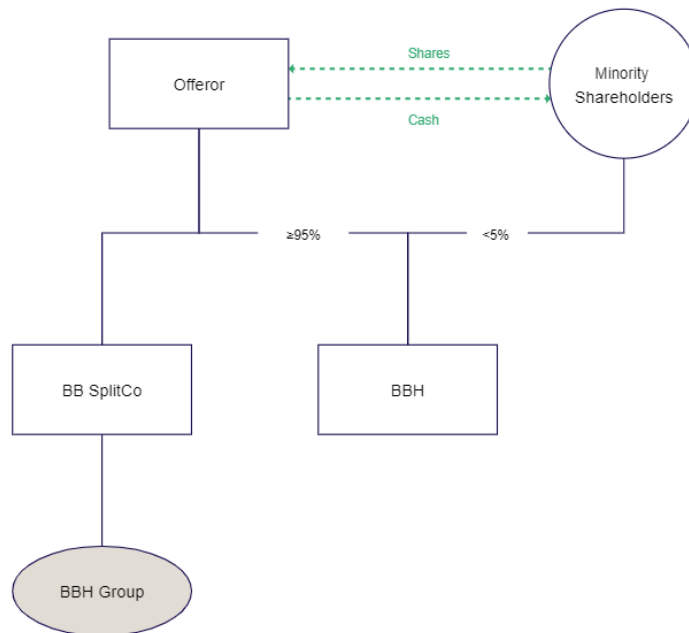 Shares
Offeror
Minority
Shareholders
Cash
≥95%
<5%
BB SplitCo
BBH
BBH Group